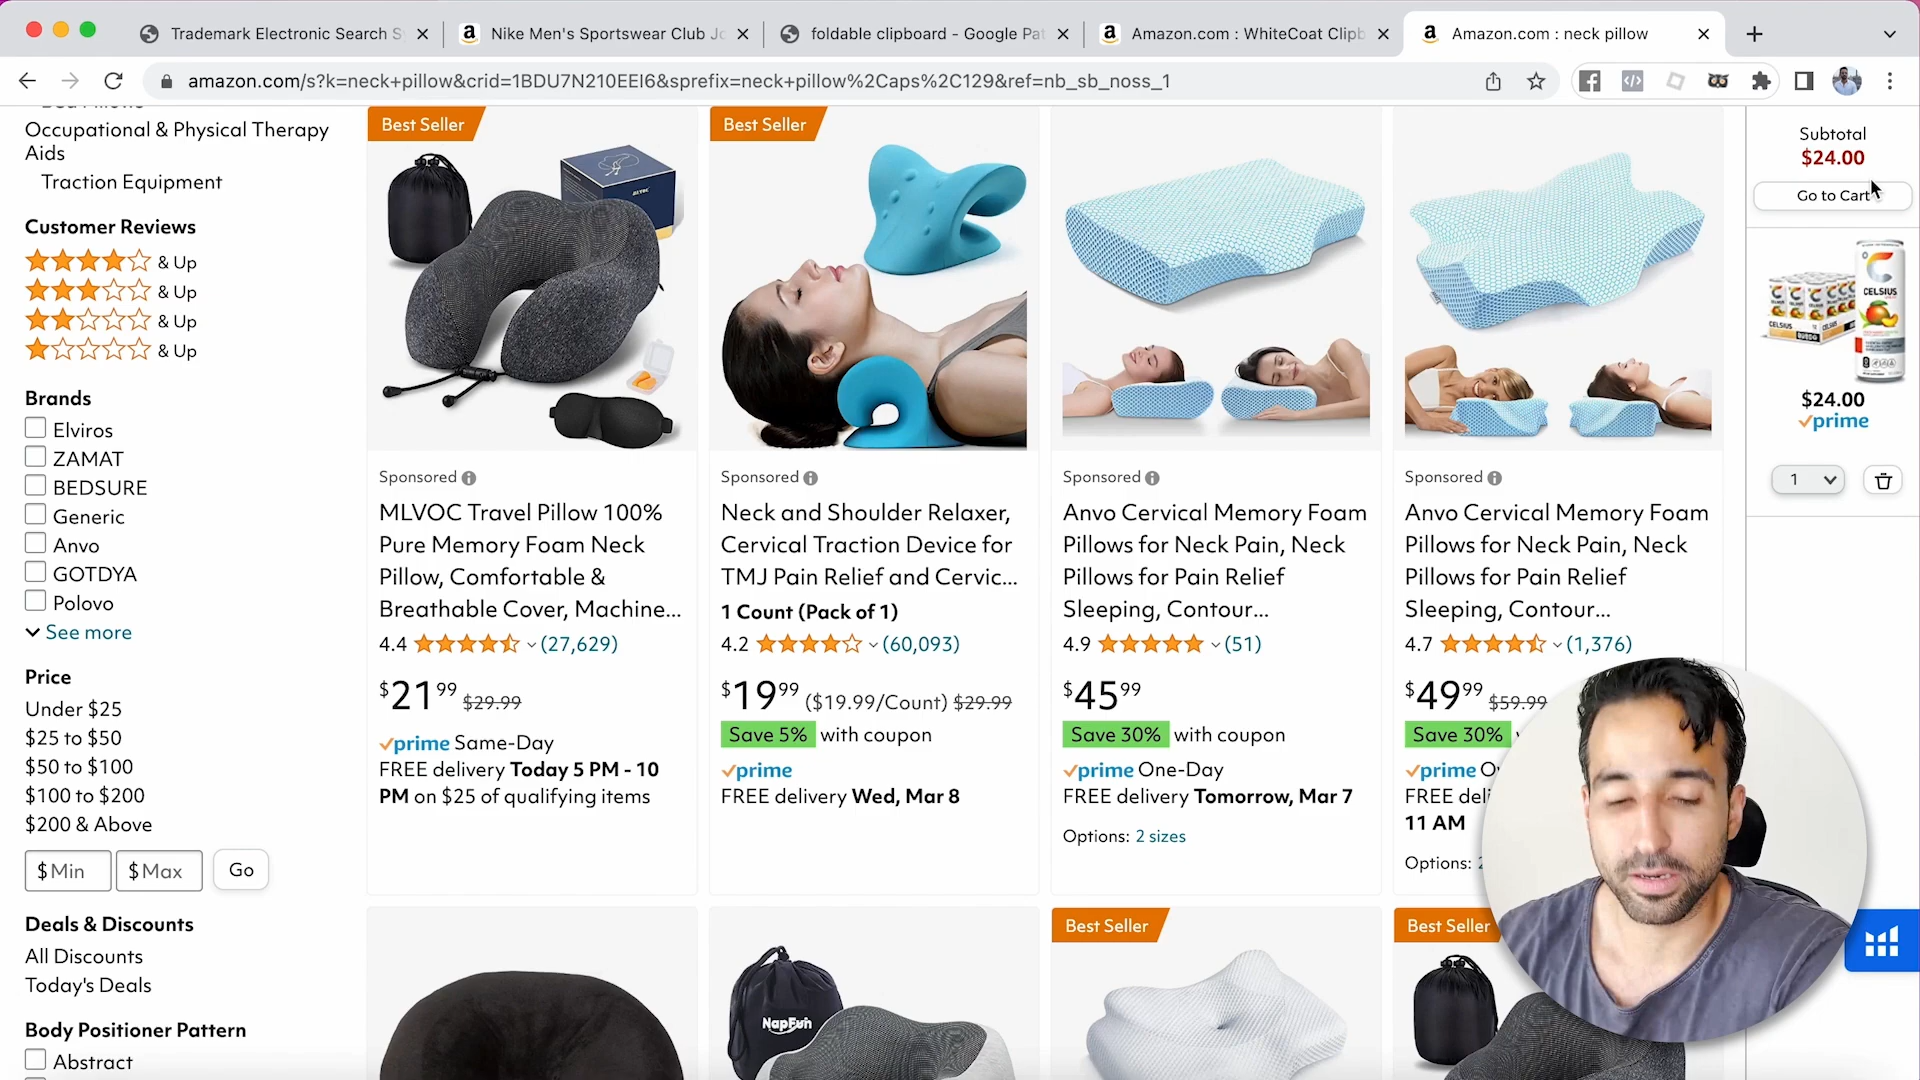 Trademark Electronic Search S
Nike Men's Sportswear Club Jo
foldable clipboard - Google Pat
Amazon.com : WhiteCoat Clipb
Amazon.com : neck pillow
amazon.com/s?k=neck+pillow&crid=1BDU7N210EEI6&sprefix=neck+pillow%2Caps%2C129&ref=nb_sb_noss_1
Occupational & Physical Therapy
Aids
Traction Equipment
Customer Reviews
& Up
& Up
& Up
& Up
Brands
Elviros
ZAMAT
BEDSURE
Generic
Anvo
GOTDYA
Polovo
See more
Price
Under $25
$25 to $50
$50 to $100
$100 to $200
$200 & Above
$ Min $ Max Go
Deals & Discounts
All Discounts
Today's Deals
Body Positioner Pattern
Abstract
Best Seller
Sponsored
MLVOC Travel Pillow 100%
Pure Memory Foam Neck
Pillow, Comfortable &
Breathable Cover, Machine...
4.4 (27,629)
$21.99 $29.99
prime Same-Day
FREE delivery Today 5 PM - 10
PM on $25 of qualifying items
Best Seller
Sponsored
Neck and Shoulder Relaxer,
Cervical Traction Device for
TMJ Pain Relief and Cervic...
1 Count (Pack of 1)
4.2 (60,093)
$19.99 ($19.99/Count) $29.99
Save 5% with coupon
prime
FREE delivery Wed, Mar 8
Sponsored
Anvo Cervical Memory Foam
Pillows for Neck Pain, Neck
Pillows for Pain Relief
Sleeping, Contour...
4.9 (51)
$45.99
Save 30% with coupon
prime One-Day
FREE delivery Tomorrow, Mar 7
Options: 2 sizes
Sponsored
Anvo Cervical Memory Foam
Pillows for Neck Pain, Neck
Pillows for Pain Relief
Sleeping, Contour...
4.7 (1,376)
$49.99 $59.99
Save 30%
prime
FREE
11 AM
Options: 2
NapFun
Best Seller
Best Seller
Subtotal
$24.00
Go to Cart
CELSIUS
$24.00
prime
1